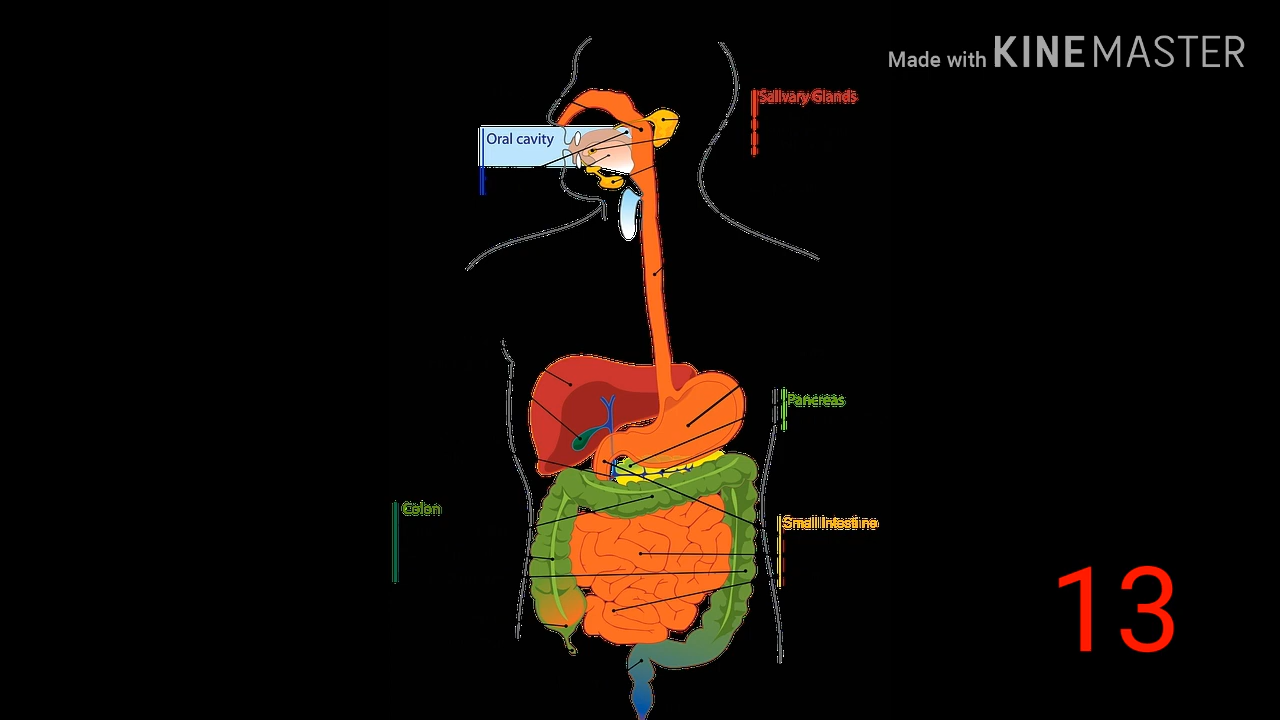 Made with KINEMASTER
Salivary Glands
Oral cavity
Pancreas
Colon
Small Intestine
13